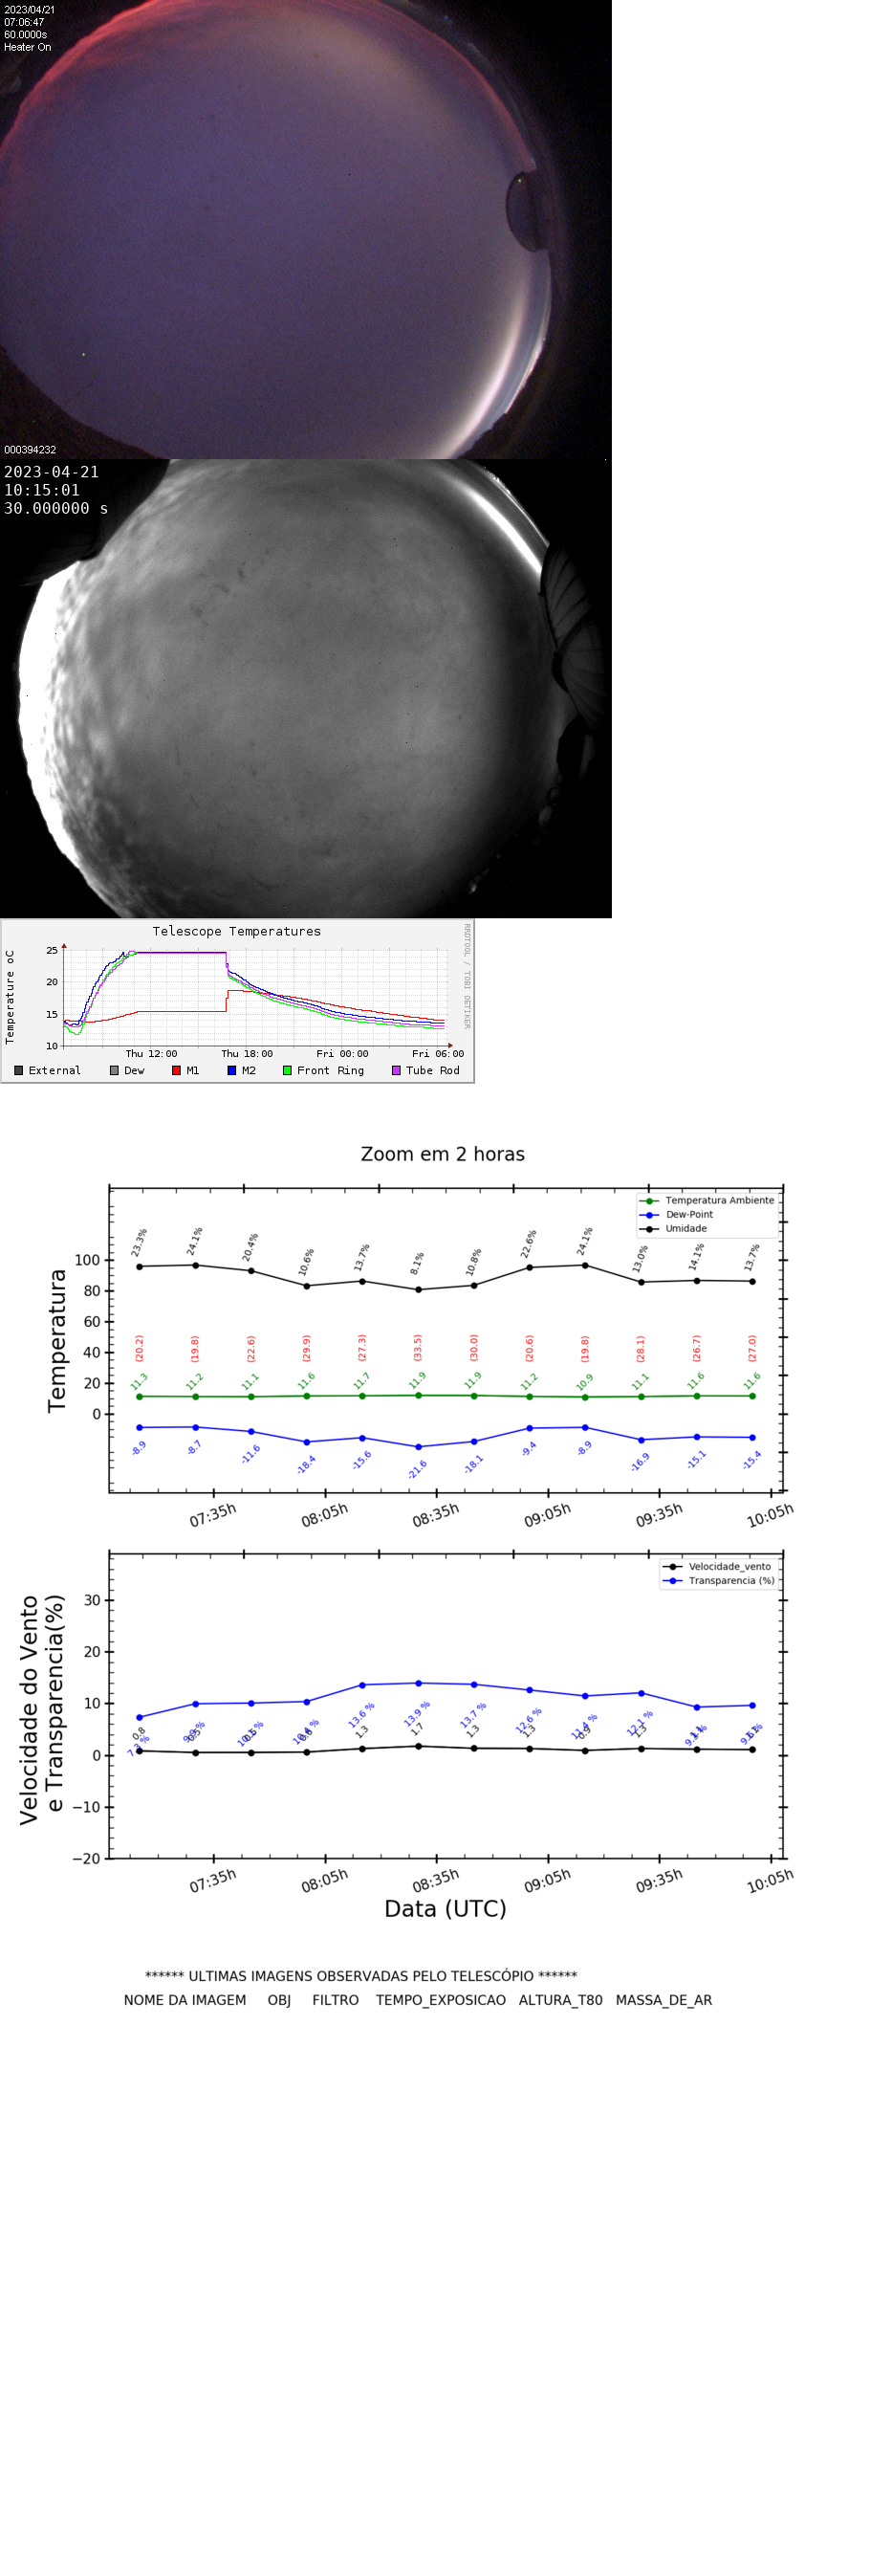 2023/04/21
07:06:47
60.0000s
Heater On
000394232
2023-04-21
10:15:01
30.000000 s
Telescope Temperatures
RRDTOOL / TOBI OETIKER
Temperature oC
25
20
15
10
Thu 12:00 Thu 18:00 Fri 00:00 Fri 06:00
External Dew M1 M2 Front Ring Tube Rod
Zoom em 2 horas
Temperatura Ambiente
Dew-Point
Umidade
Temperatura
100
80
60
40
20
0
23.3% 24.1% 20.4% 10.6% 13.7% 8.1% 10.8% 22.6% 24.1% 13.0% 14.1% 13.7%
(20.2) (19.8) (22.6) (29.9) (27.3) (33.5) (30.0) (20.6) (19.8) (28.1) (26.7) (27.0)
11.3 11.2 11.1 11.6 11.7 11.9 11.9 11.2 10.9 11.1 11.6 11.6
-8.9 -8.7 -11.6 -18.4 -15.6 -21.6 -18.1 -9.4 -8.9 -16.9 -15.1 -15.4
07:35h 08:05h 08:35h 09:05h 09:35h 10:05h
Velocidade_vento
Transparencia (%)
Velocidade do Vento
e Transparencia(%)
30
20
10
0
−10
−20
13.6 % 13.9 % 13.7 % 12.6 % 12.1 %
0.8 1.3 1.7 1.3 1.3 1.3
07:35h 08:05h 08:35h 09:05h 09:35h 10:05h
Data (UTC)
****** ULTIMAS IMAGENS OBSERVADAS PELO TELESCÓPIO ******
NOME DA IMAGEM OBJ FILTRO TEMPO_EXPOSICAO ALTURA_T80 MASSA_DE_AR